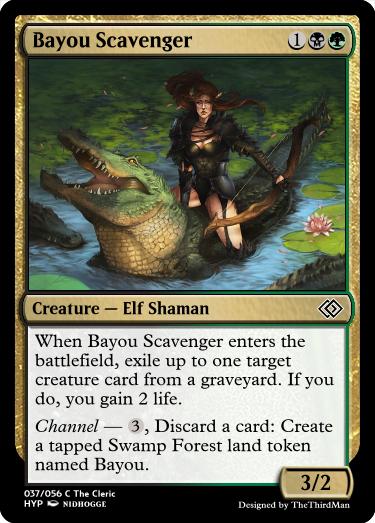 Bayou Scavenger 1
Creature — Elf Shaman
When Bayou Scavenger enters the
battlefield, exile up to one target
creature card from a graveyard. If you
do, you gain 2 life.
Channel — 3, Discard a card: Create
a tapped Swamp Forest land token
named Bayou.
3/2
037/056 C The Cleric
HYP NIDHOGGE
Designed by TheThirdMan